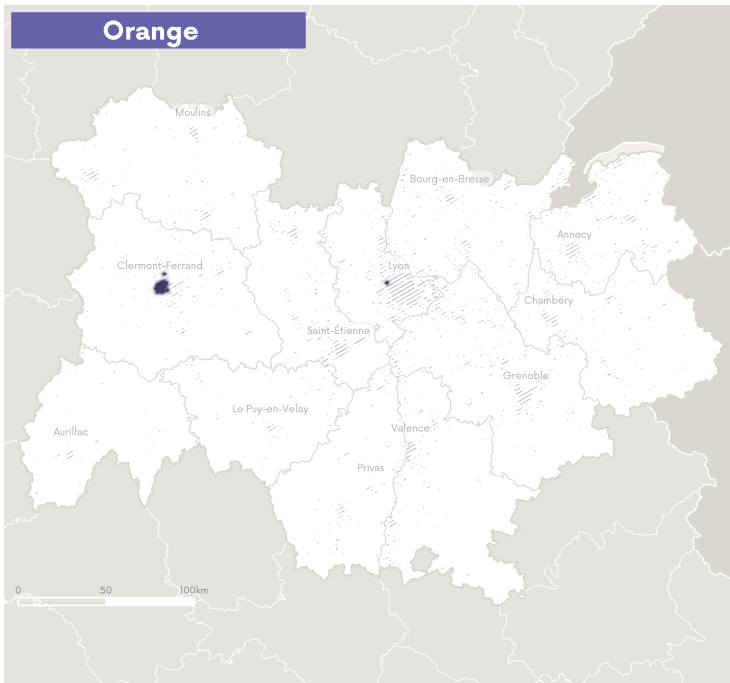 Orange
Moulins
Bourg-en-Bresse
Annecy
Clermont-Ferrand
Lyon
Chambéry
Saint-Étienne
Grenoble
Le Puy-en-Velay
Aurillac
Valence
Privas
0 50 100km